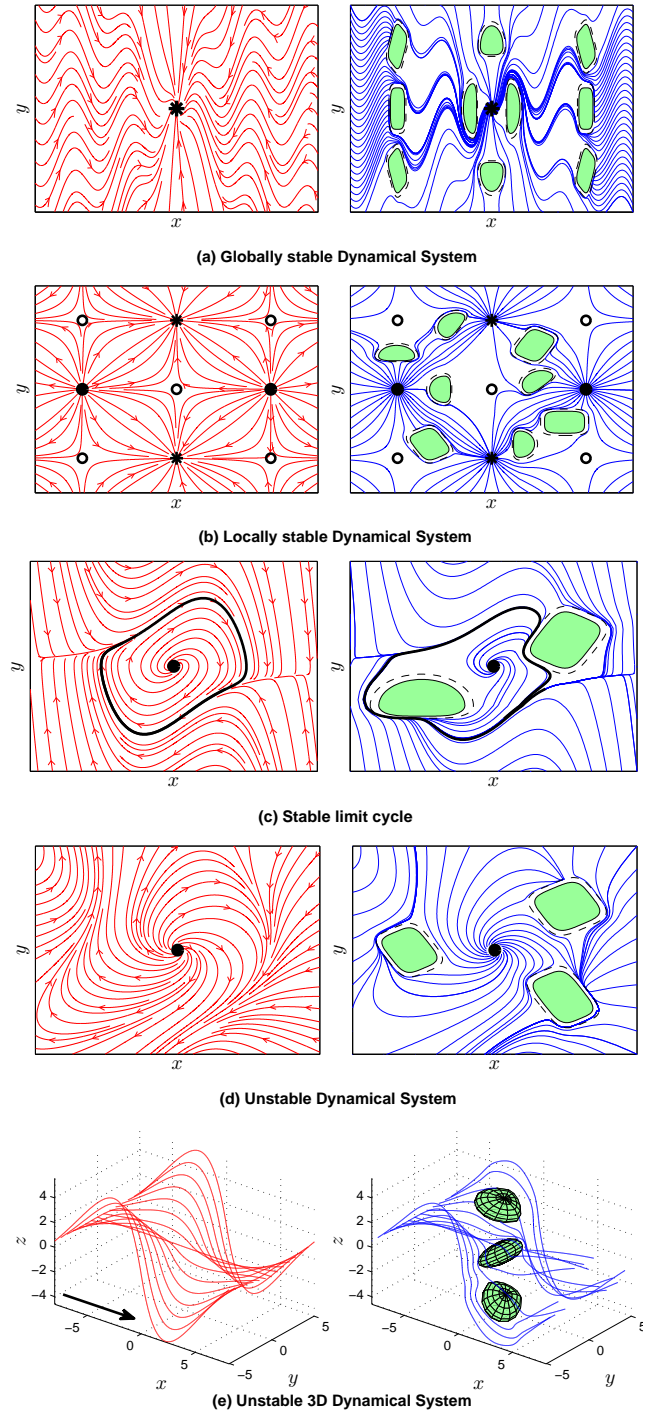 y
y
x
x
(a) Globally stable Dynamical System
y
y
x
x
(b) Locally stable Dynamical System
y
y
x
x
(c) Stable limit cycle
y
y
x
x
(d) Unstable Dynamical System
z
4
2
0
−2
−4
−5
0
5
x
−5
0
5
y
z
4
2
0
−2
−4
−5
0
5
x
−5
0
5
y
(e) Unstable 3D Dynamical System